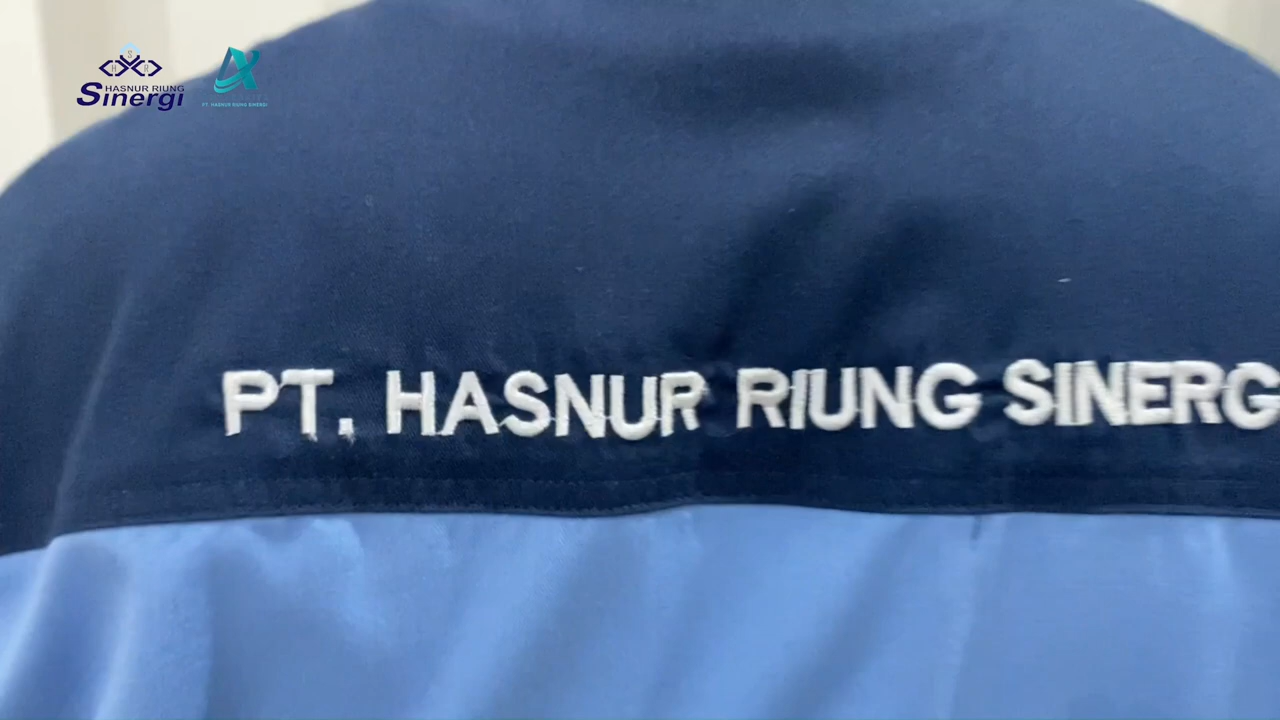 HASNUR RIUNG
Sinergi
PT. HASNUR RIUNG SINERGI
PT. HASNUR RIUNG SINERG